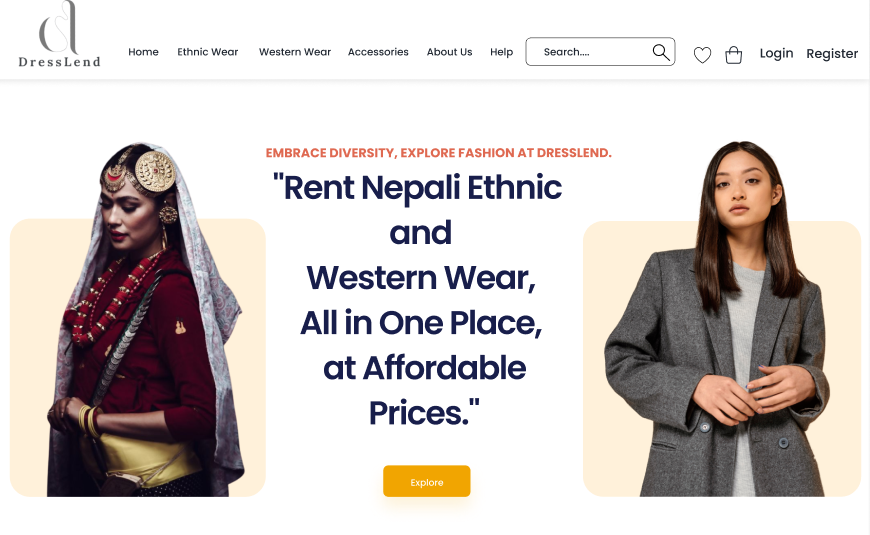 DressLend
Home Ethnic Wear Western Wear Accessories About Us Help Search.... Login Register
EMBRACE DIVERSITY, EXPLORE FASHION AT DRESSLEND.
"Rent Nepali Ethnic
and
Western Wear,
All in One Place,
at Affordable
Prices."
Explore